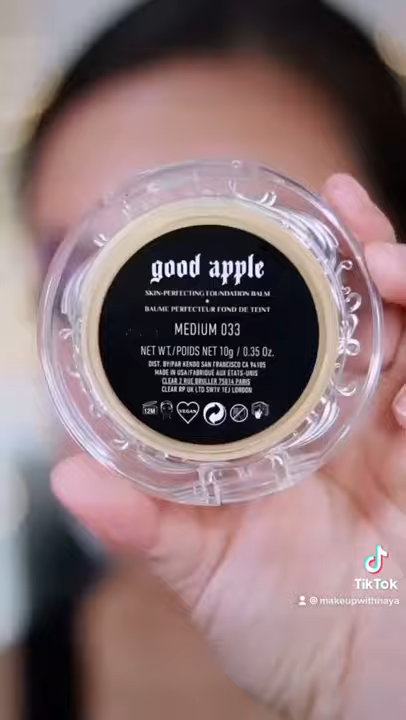 good apple
SKIN-PERFECTING FOUNDATION BALM
•
BAUME PERFECTEUR FOND DE TEINT
MEDIUM 033
NET WT./POIDS NET 10g / 0.35 Oz.
DIST. BY/PAR KENDO SAN FRANCISCO CA 94105
MADE IN USA/FABRIQUÉ AUX ÉTATS-UNIS
CLEAR 2 RUE BRULLER 75014 PARIS
CLEAR RP UK LTD SW1Y 1EJ LONDON
12M
VEGAN
TikTok
@makeupwithnaya